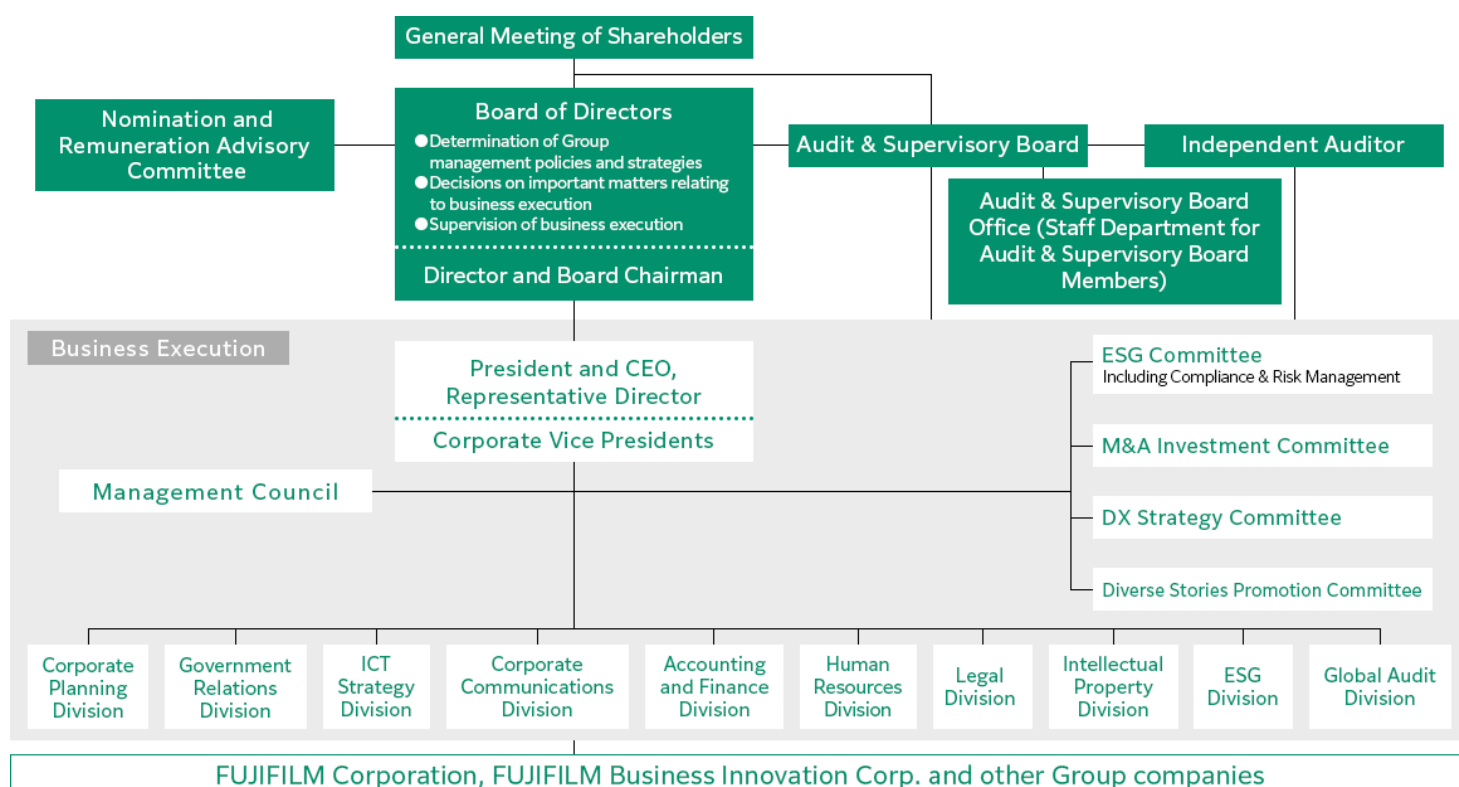 General Meeting of Shareholders
Nomination and
Remuneration Advisory
Committee
Board of Directors
●Determination of Group
management policies and strategies
●Decisions on important matters relating
to business execution
●Supervision of business execution
Director and Board Chairman
Audit & Supervisory Board
Independent Auditor
Audit & Supervisory Board
Office (Staff Department for
Audit & Supervisory Board
Members)
Business Execution
President and CEO,
Representative Director
Corporate Vice Presidents
Management Council
ESG Committee
Including Compliance & Risk Management
M&A Investment Committee
DX Strategy Committee
Diverse Stories Promotion Committee
Corporate
Planning
Division
Government
Relations
Division
ICT
Strategy
Division
Corporate
Communications
Division
Accounting
and Finance
Division
Human
Resources
Division
Legal
Division
Intellectual
Property
Division
ESG
Division
Global Audit
Division
FUJIFILM Corporation, FUJIFILM Business Innovation Corp. and other Group companies